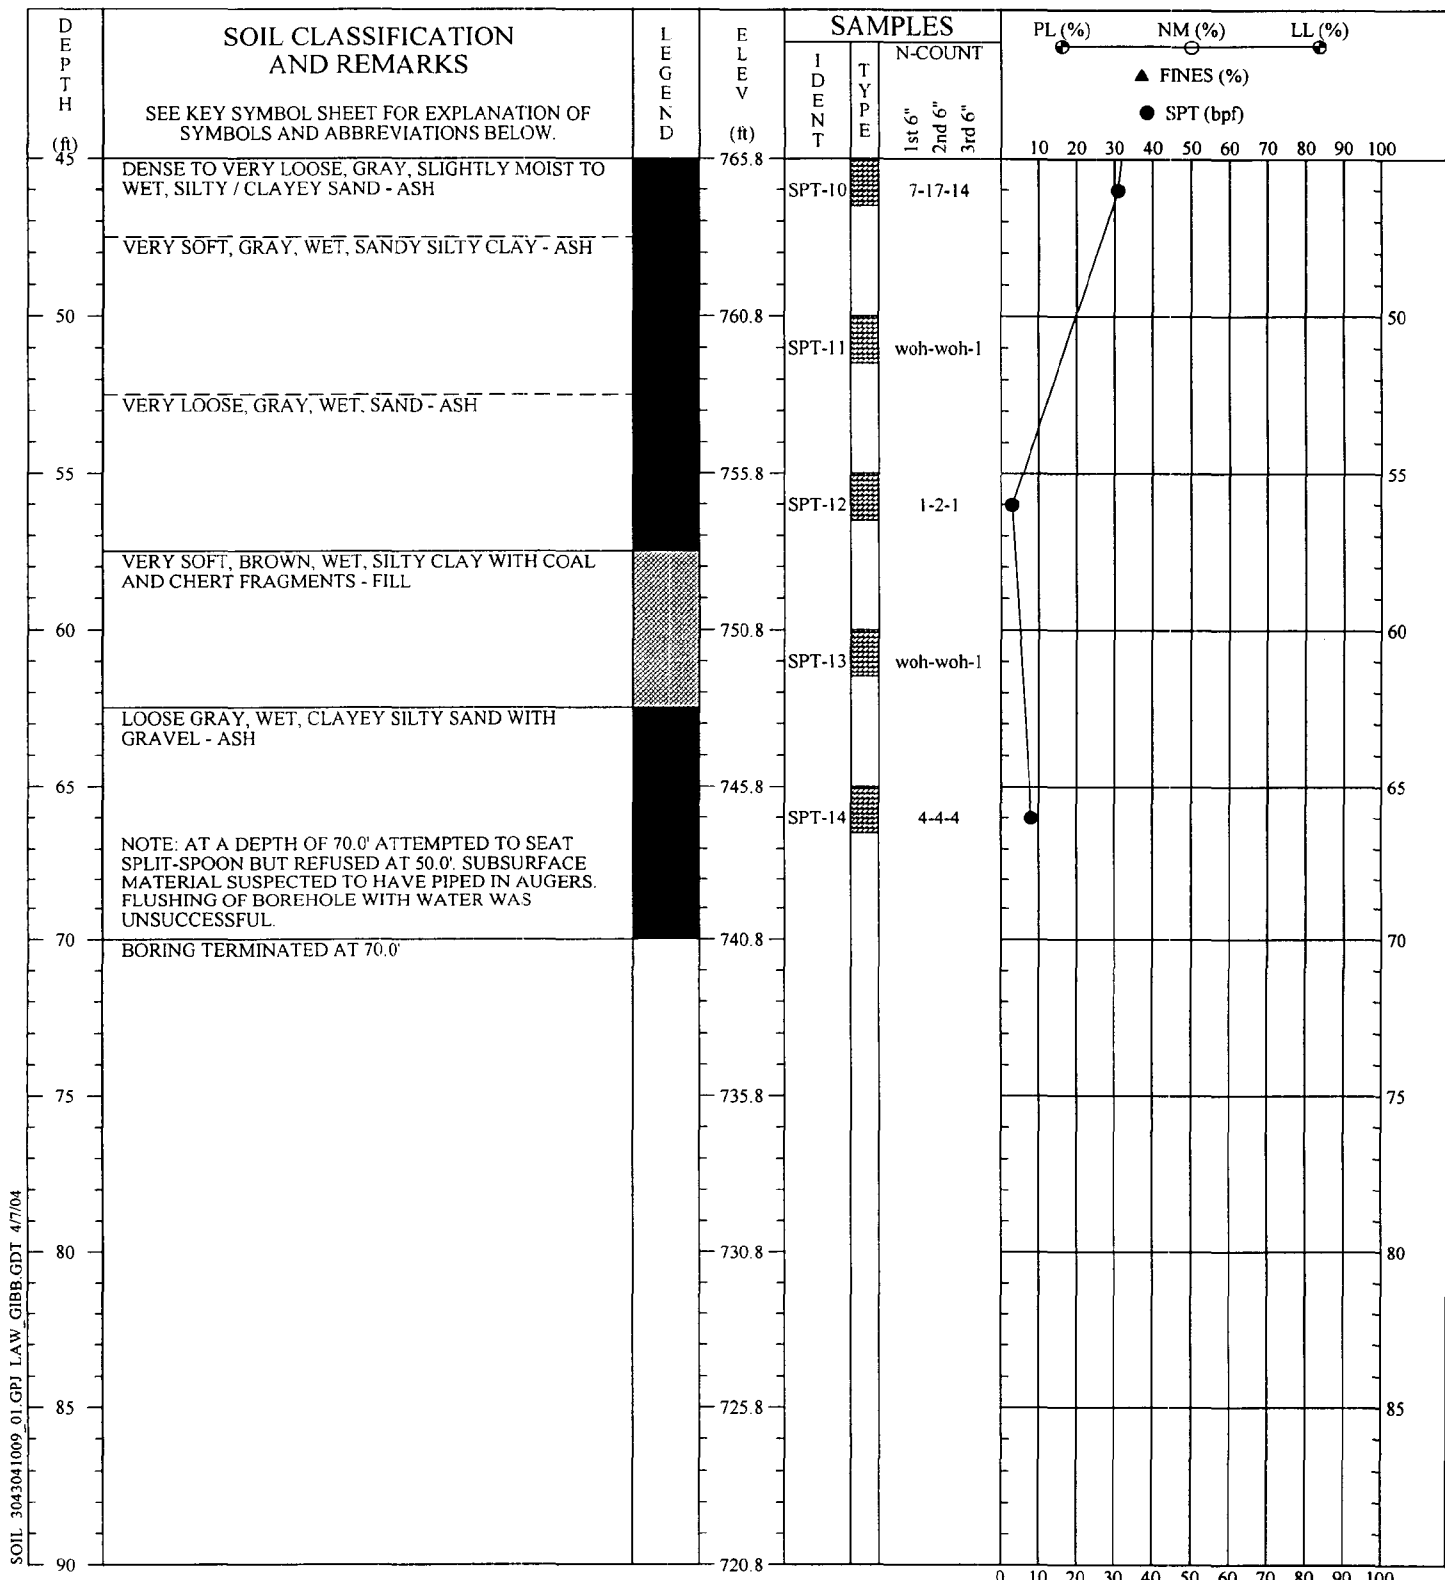 DEPTH (ft)
SOIL CLASSIFICATION
AND REMARKS
SEE KEY SYMBOL SHEET FOR EXPLANATION OF
SYMBOLS AND ABBREVIATIONS BELOW.
LEGEND
ELEV (ft)
SAMPLES
IDENT
TYPE
N-COUNT
1st 6"
2nd 6"
3rd 6"
PL (%) NM (%) LL (%)
▲ FINES (%)
● SPT (bpf)
10 20 30 40 50 60 70 80 90 100
45 765.8
DENSE TO VERY LOOSE, GRAY, SLIGHTLY MOIST TO
WET, SILTY / CLAYEY SAND - ASH
SPT-10 7-17-14
VERY SOFT, GRAY, WET, SANDY SILTY CLAY - ASH
50 760.8 50
SPT-11 woh-woh-1
VERY LOOSE, GRAY, WET, SAND - ASH
55 755.8 55
SPT-12 1-2-1
VERY SOFT, BROWN, WET, SILTY CLAY WITH COAL
AND CHERT FRAGMENTS - FILL
60 750.8 60
SPT-13 woh-woh-1
LOOSE GRAY, WET, CLAYEY SILTY SAND WITH
GRAVEL - ASH
65 745.8 65
SPT-14 4-4-4
NOTE: AT A DEPTH OF 70.0' ATTEMPTED TO SEAT
SPLIT-SPOON BUT REFUSED AT 50.0'. SUBSURFACE
MATERIAL SUSPECTED TO HAVE PIPED IN AUGERS.
FLUSHING OF BOREHOLE WITH WATER WAS
UNSUCCESSFUL.
70 740.8 70
BORING TERMINATED AT 70.0'
75 735.8 75
80 730.8 80
85 725.8 85
90 720.8
0 10 20 30 40 50 60 70 80 90 100
SOIL 3043041009_01.GPJ LAW_GIBB.GDT 4/7/04